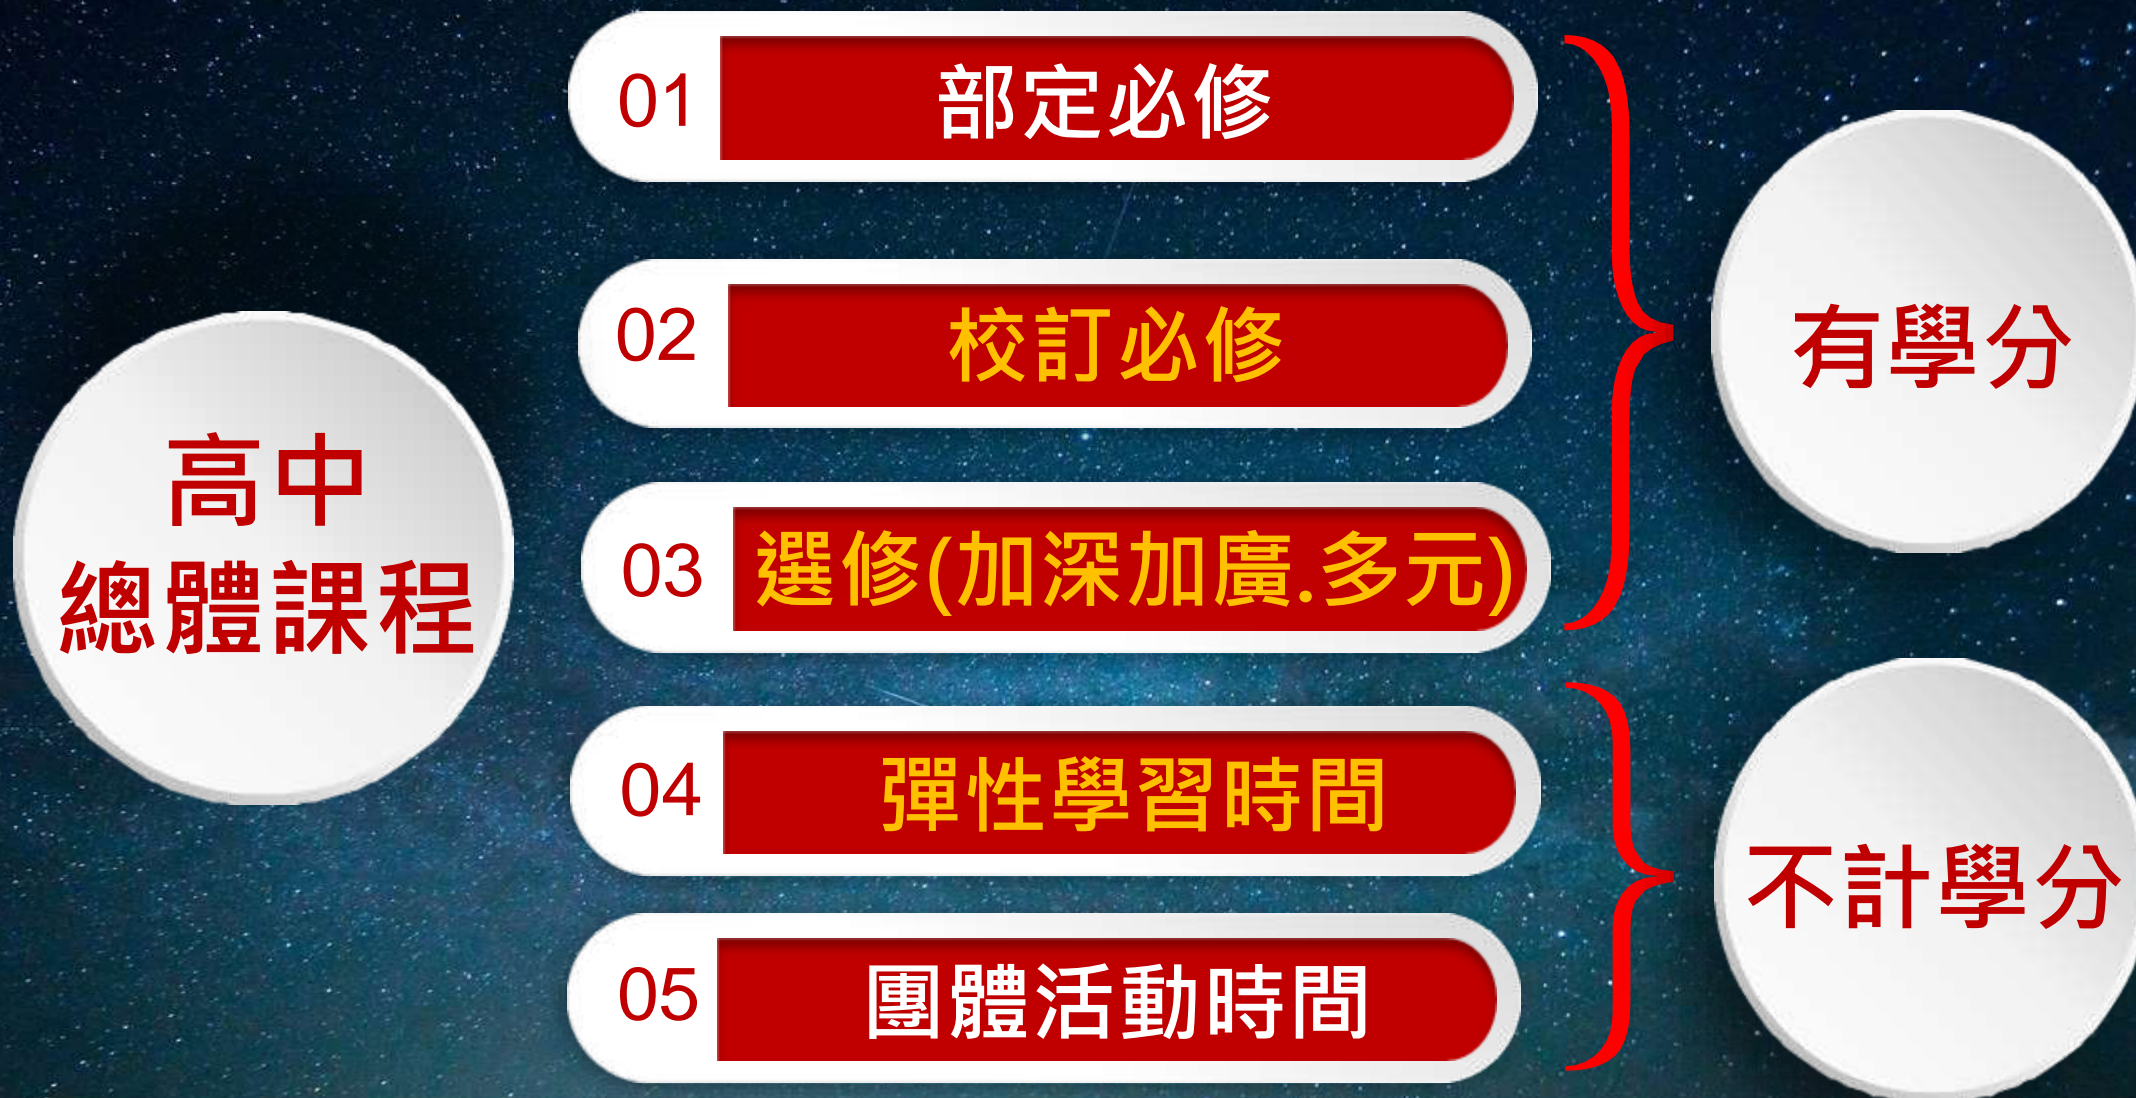 高中
總體課程
01 部定必修
02 校訂必修
03 選修(加深加廣.多元)
04 彈性學習時間
05 團體活動時間
有學分
不計學分